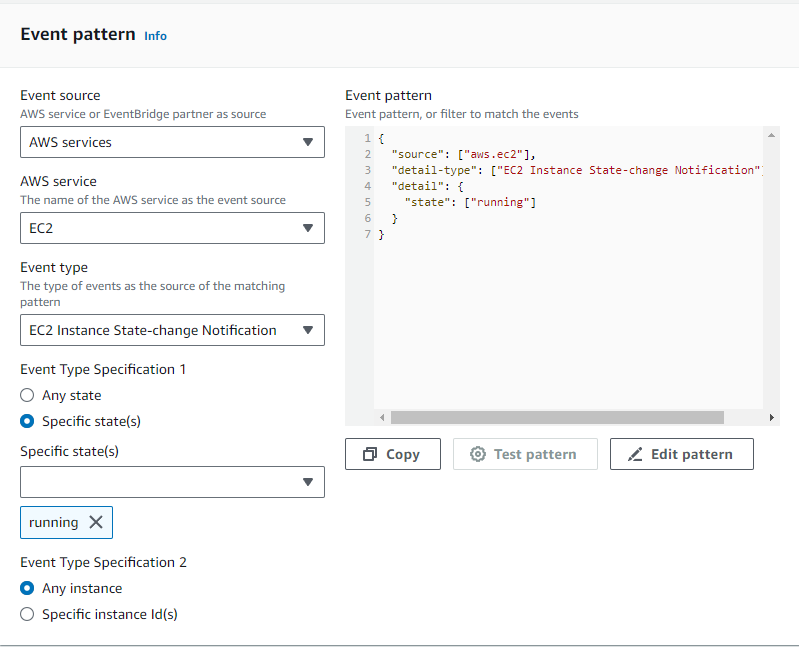 Event pattern Info
Event source
AWS service or EventBridge partner as source
AWS services
AWS service
The name of the AWS service as the event source
EC2
Event type
The type of events as the source of the matching
pattern
EC2 Instance State-change Notification
Event Type Specification 1
Any state
Specific state(s)
Specific state(s)
running
Event Type Specification 2
Any instance
Specific instance Id(s)
Event pattern
Event pattern, or filter to match the events
1 {
2 "source": ["aws.ec2"],
3 "detail-type": ["EC2 Instance State-change Notification"]
4 "detail": {
5 "state": ["running"]
6 }
7 }
Copy
Test pattern
Edit pattern